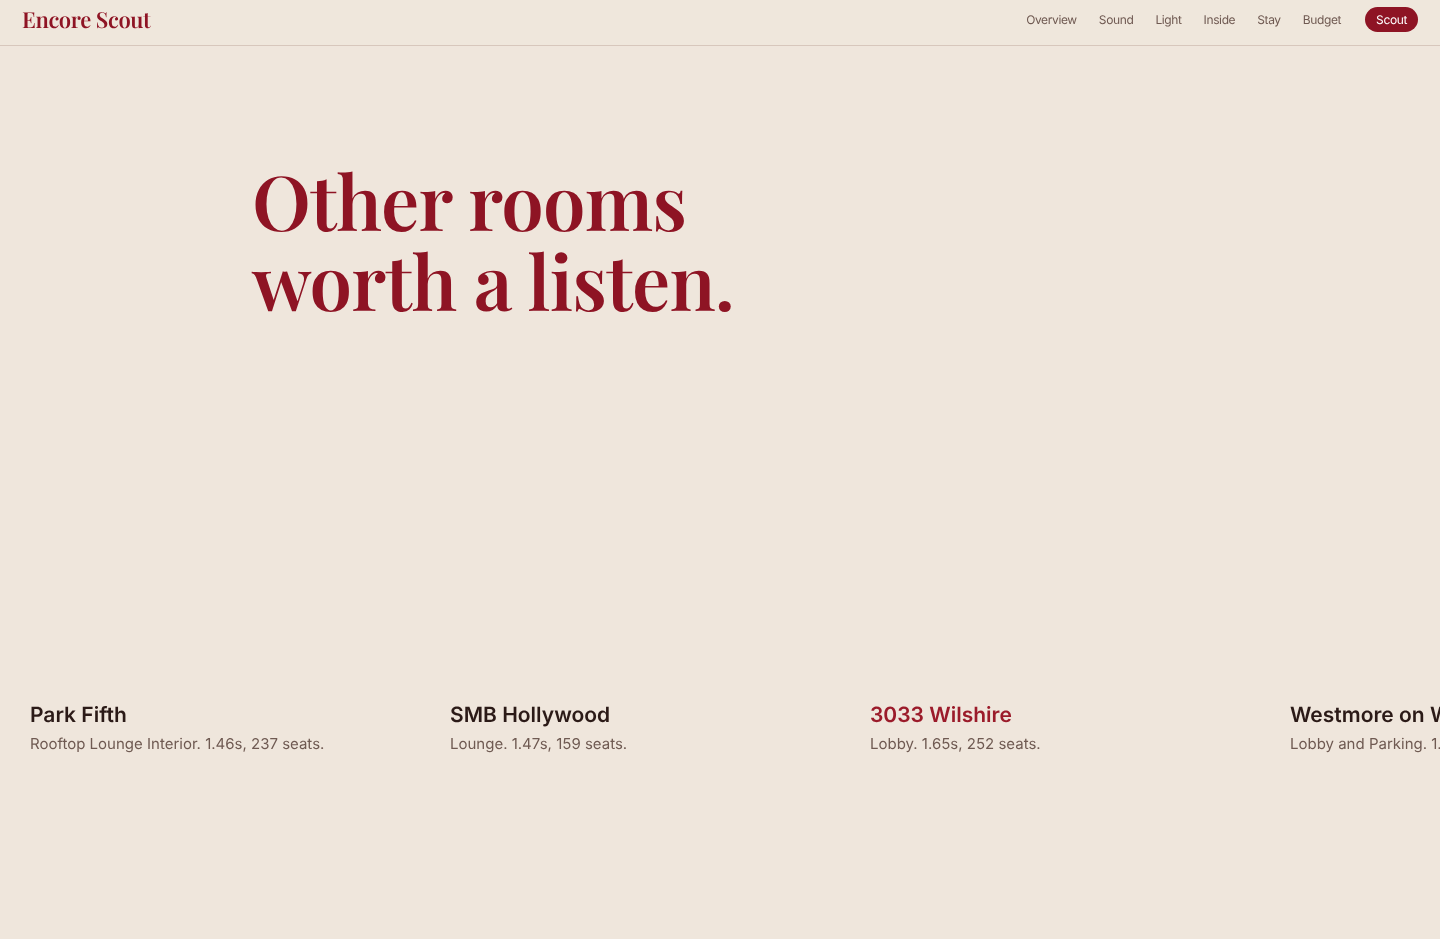 Encore Scout
Overview
Sound
Light
Inside
Stay
Budget
Scout
Other rooms
worth a listen.
Park Fifth
Rooftop Lounge Interior. 1.46s, 237 seats.
SMB Hollywood
Lounge. 1.47s, 159 seats.
3033 Wilshire
Lobby. 1.65s, 252 seats.
Westmore on
Lobby and Parking. 1.